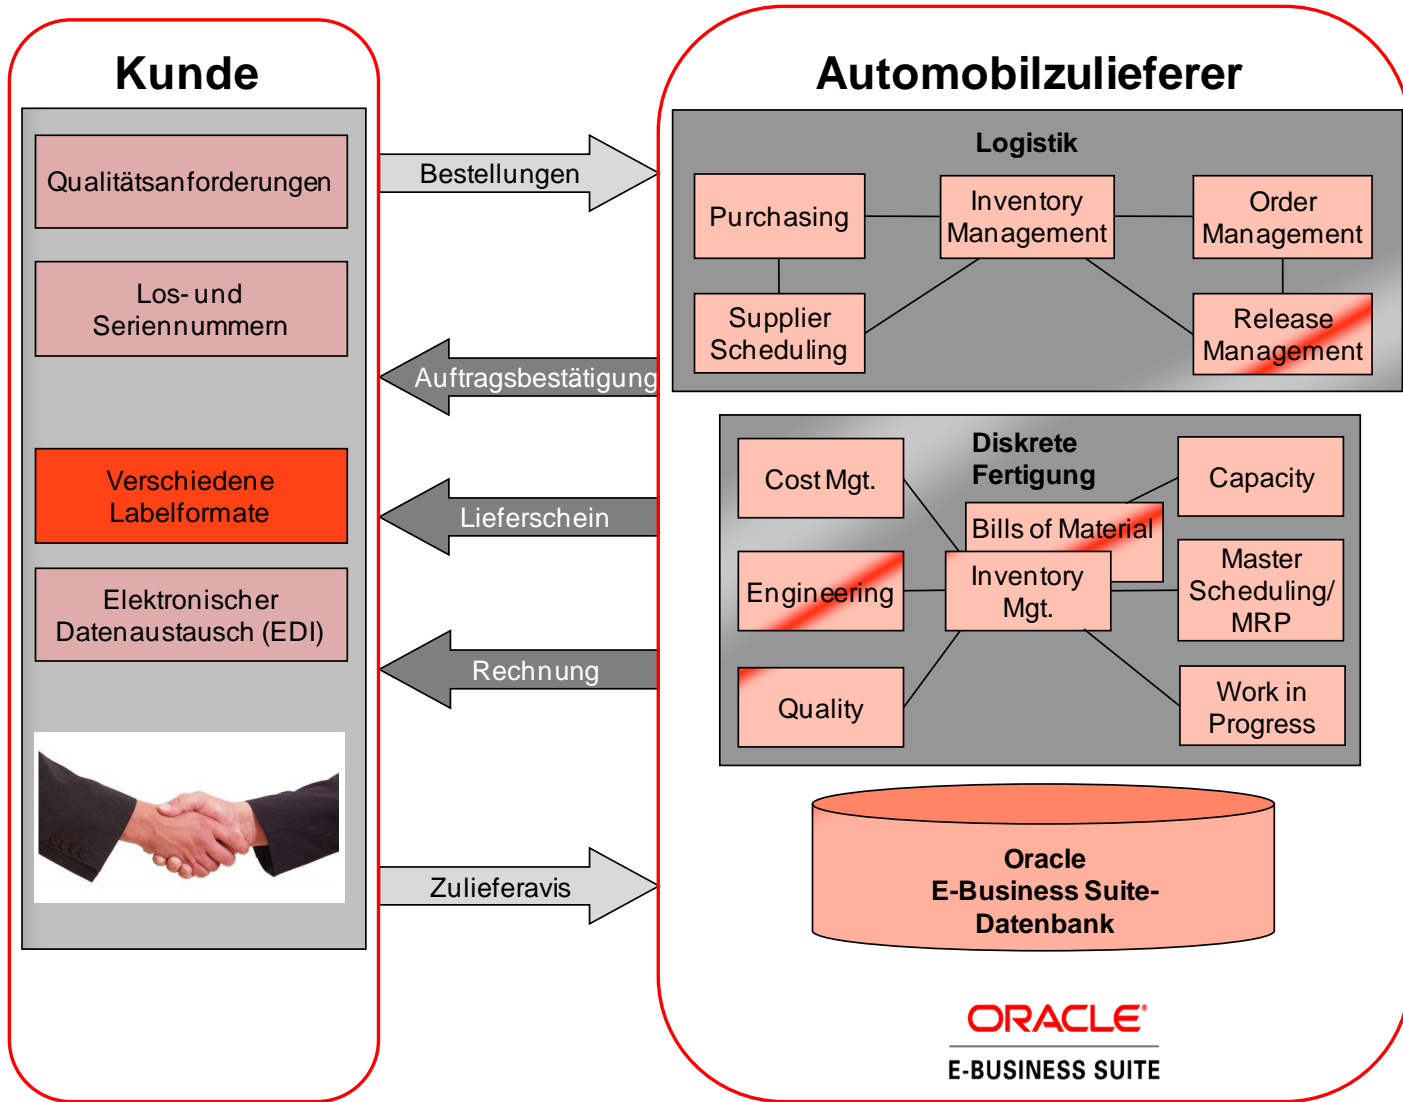 Kunde
Qualitätsanforderungen
Los- und
Seriennummern
Verschiedene
Labelformate
Elektronischer
Datenaustausch (EDI)
Bestellungen
Auftragsbestätigung
Lieferschein
Rechnung
Zulieferavis
Automobilzulieferer
Logistik
Purchasing
Inventory
Management
Order
Management
Supplier
Scheduling
Release
Management
Diskrete
Fertigung
Cost Mgt.
Capacity
Bills of Material
Engineering
Inventory
Mgt.
Master
Scheduling/
MRP
Quality
Work in
Progress
Oracle
E-Business Suite-
Datenbank
ORACLE®
E-BUSINESS SUITE